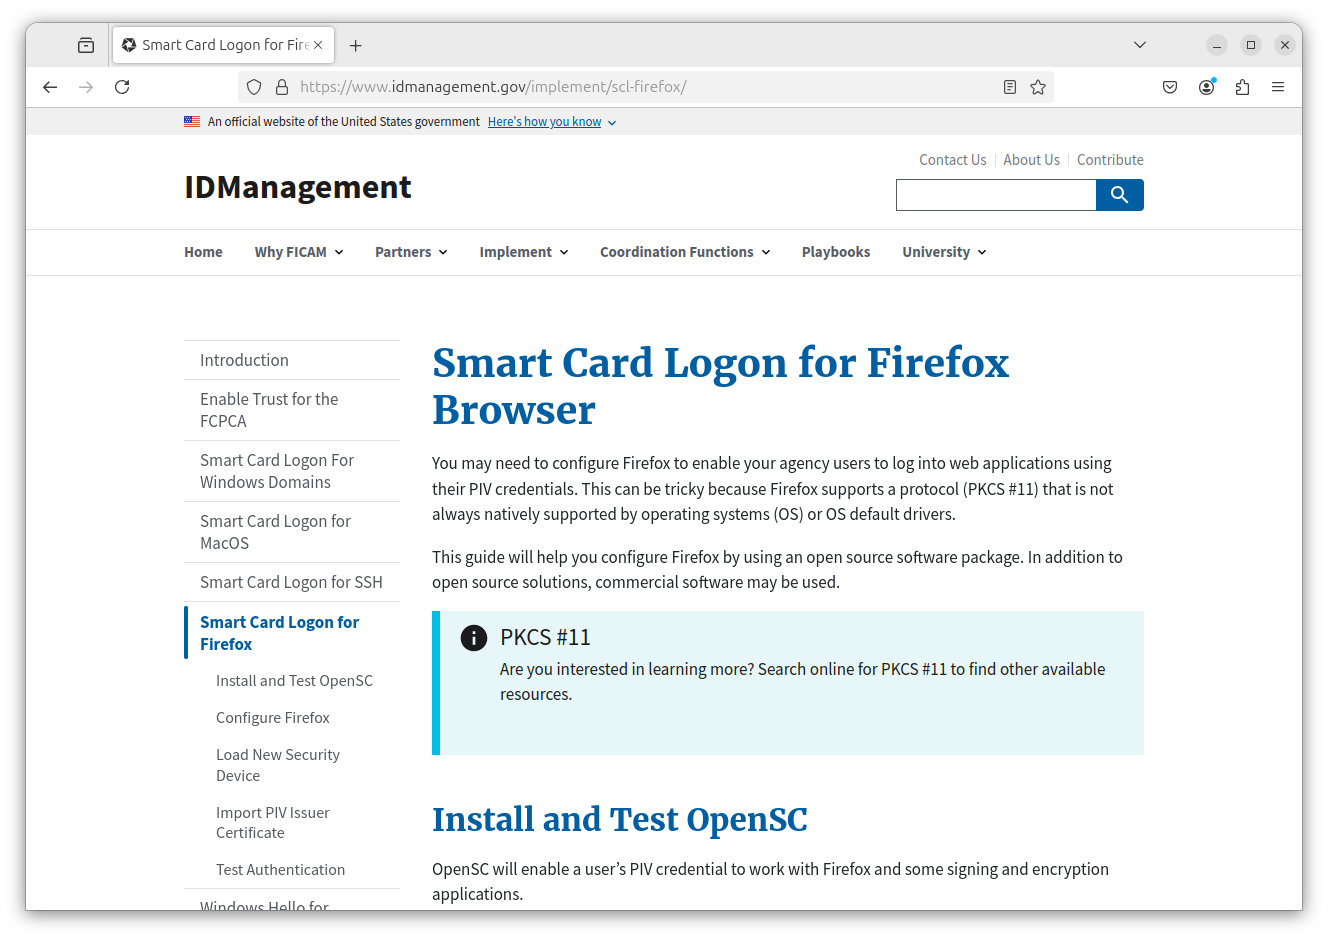 Smart Card Logon for Fire
https://www.idmanagement.gov/implement/scl-firefox/
An official website of the United States government Here's how you know
Contact Us About Us Contribute
IDManagement
Home Why FICAM Partners Implement Coordination Functions Playbooks University
Introduction
Enable Trust for the
FCPCA
Smart Card Logon For
Windows Domains
Smart Card Logon for
MacOS
Smart Card Logon for SSH
Smart Card Logon for
Firefox
Install and Test OpenSC
Configure Firefox
Load New Security
Device
Import PIV Issuer
Certificate
Test Authentication
Windows Hello for
Smart Card Logon for Firefox
Browser
You may need to configure Firefox to enable your agency users to log into web applications using
their PIV credentials. This can be tricky because Firefox supports a protocol (PKCS #11) that is not
always natively supported by operating systems (OS) or OS default drivers.
This guide will help you configure Firefox by using an open source software package. In addition to
open source solutions, commercial software may be used.
PKCS #11
Are you interested in learning more? Search online for PKCS #11 to find other available
resources.
Install and Test OpenSC
OpenSC will enable a user’s PIV credential to work with Firefox and some signing and encryption
applications.